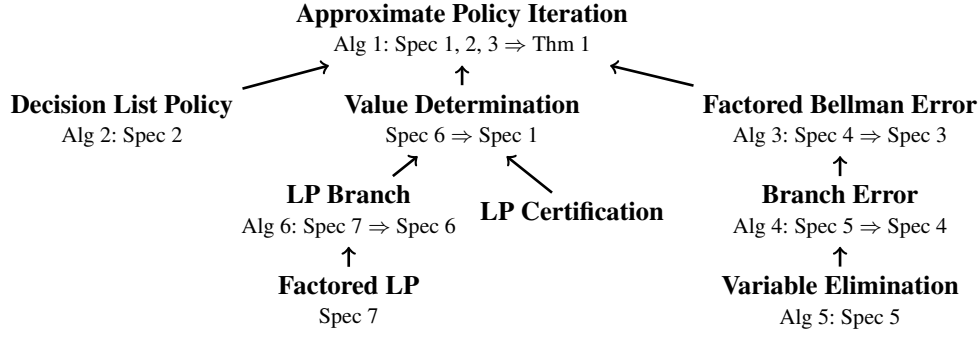 Approximate Policy Iteration
Alg 1: Spec 1, 2, 3 ⇒ Thm 1
Decision List Policy
Alg 2: Spec 2
Value Determination
Spec 6 ⇒ Spec 1
Factored Bellman Error
Alg 3: Spec 4 ⇒ Spec 3
LP Branch
Alg 6: Spec 7 ⇒ Spec 6
LP Certification
Branch Error
Alg 4: Spec 5 ⇒ Spec 4
Factored LP
Spec 7
Variable Elimination
Alg 5: Spec 5